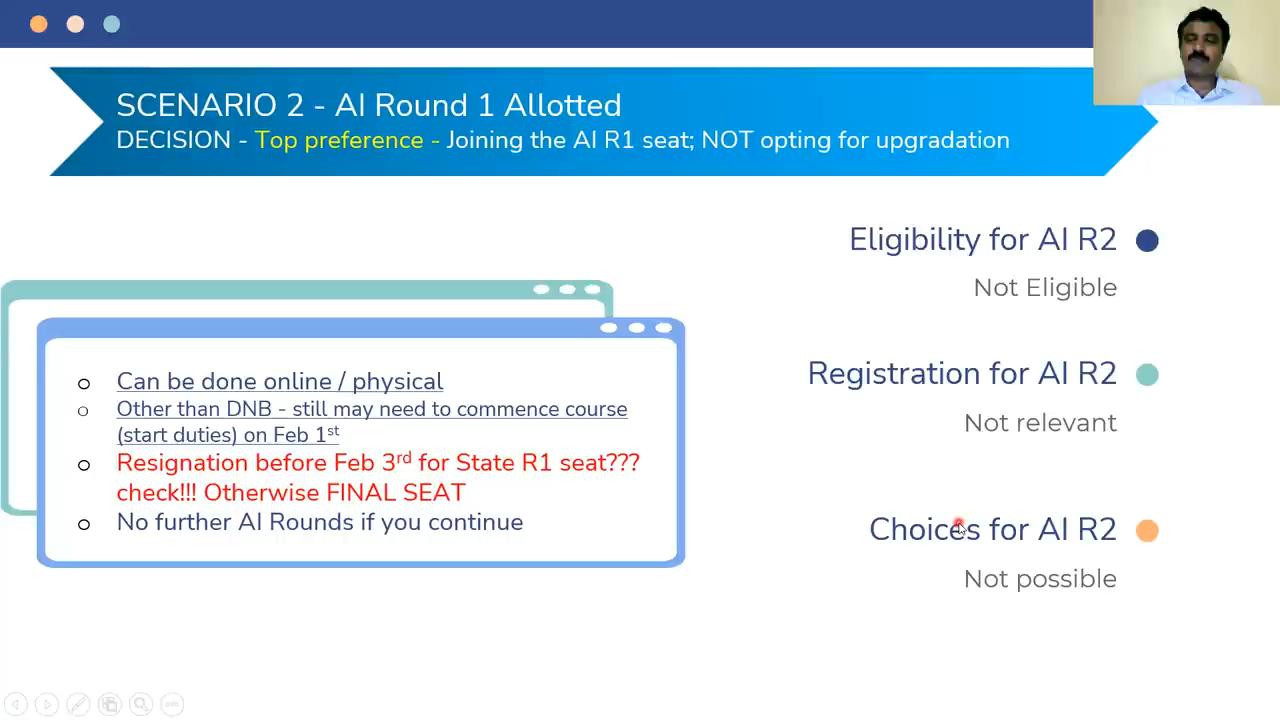 SCENARIO 2 - AI Round 1 Allotted
DECISION - Top preference - Joining the AI R1 seat; NOT opting for upgradation
Can be done online / physical
Other than DNB - still may need to commence course
(start duties) on Feb 1st
Resignation before Feb 3rd for State R1 seat???
check!!! Otherwise FINAL SEAT
No further AI Rounds if you continue
Eligibility for AI R2
Not Eligible
Registration for AI R2
Not relevant
Choices for AI R2
Not possible